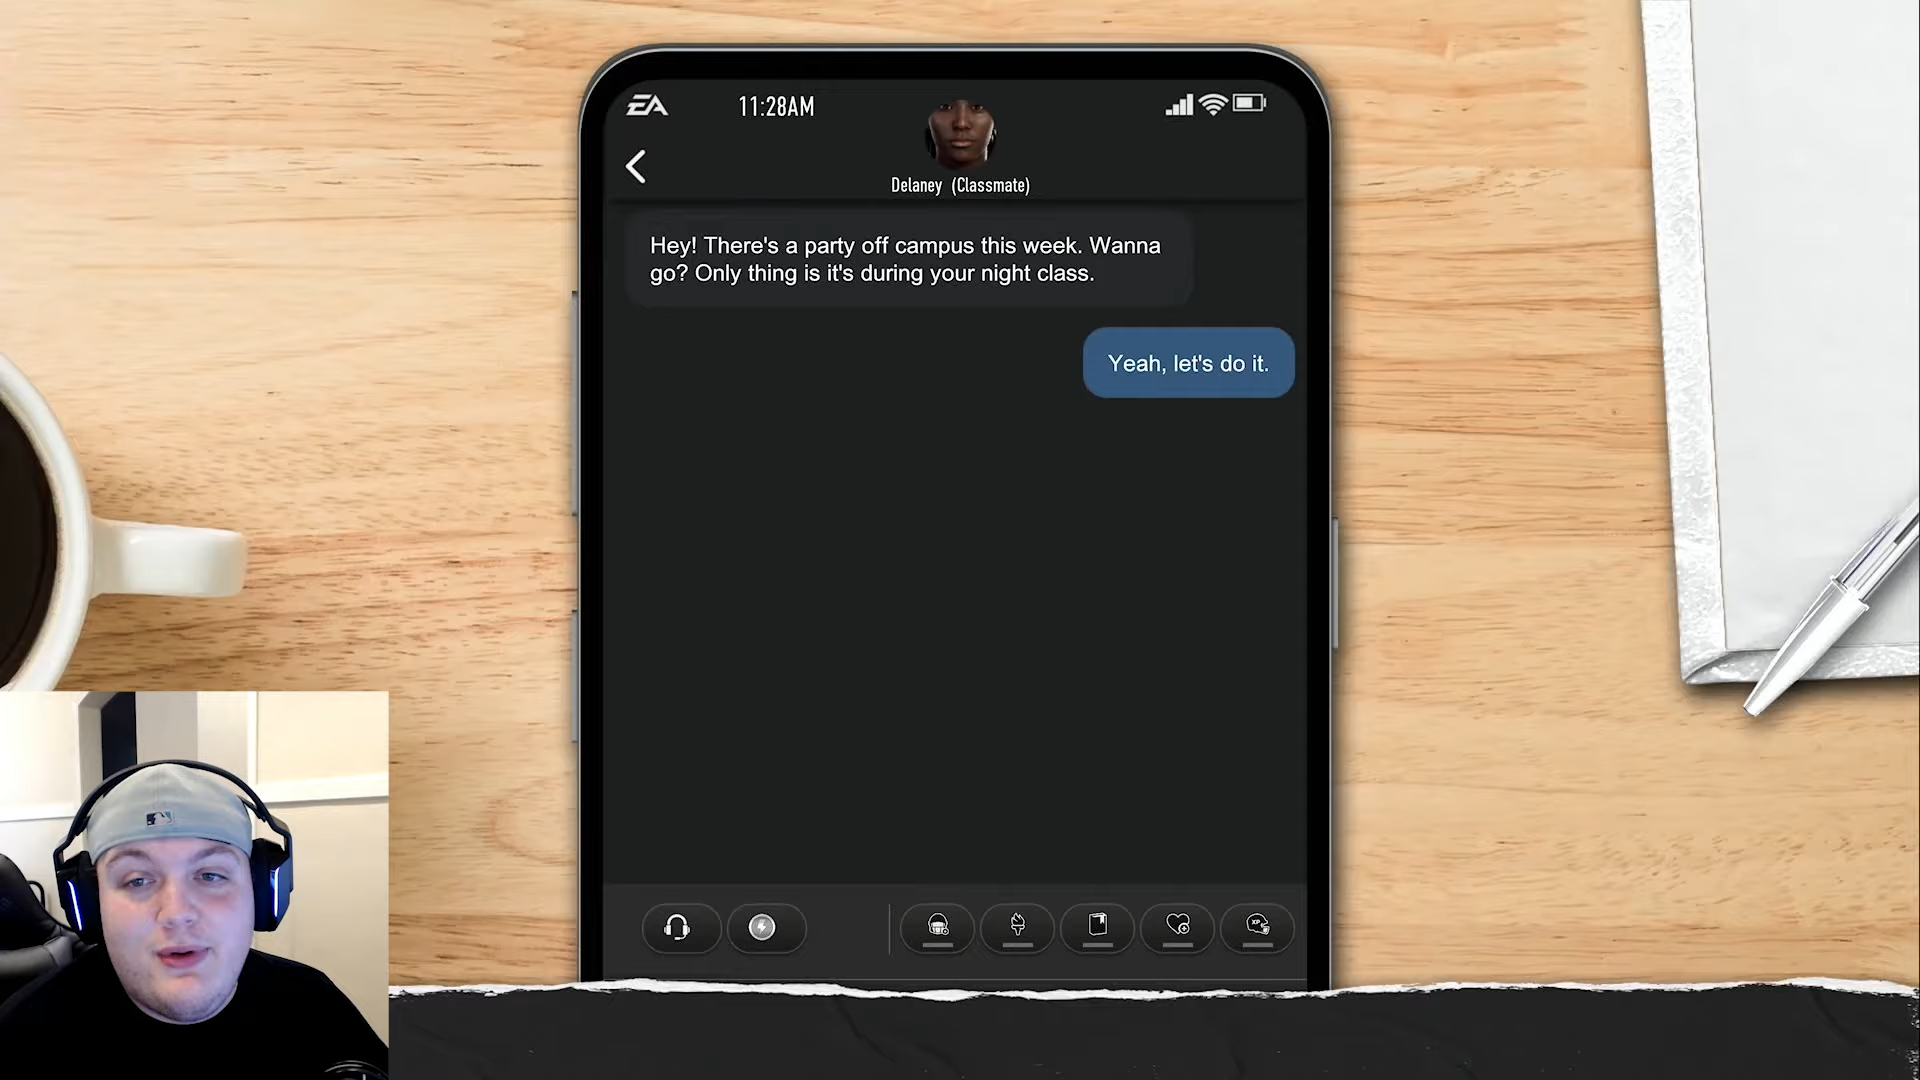 EA
11:28AM
Delaney (Classmate)
Hey! There's a party off campus this week. Wanna
go? Only thing is it's during your night class.
Yeah, let's do it.
XP